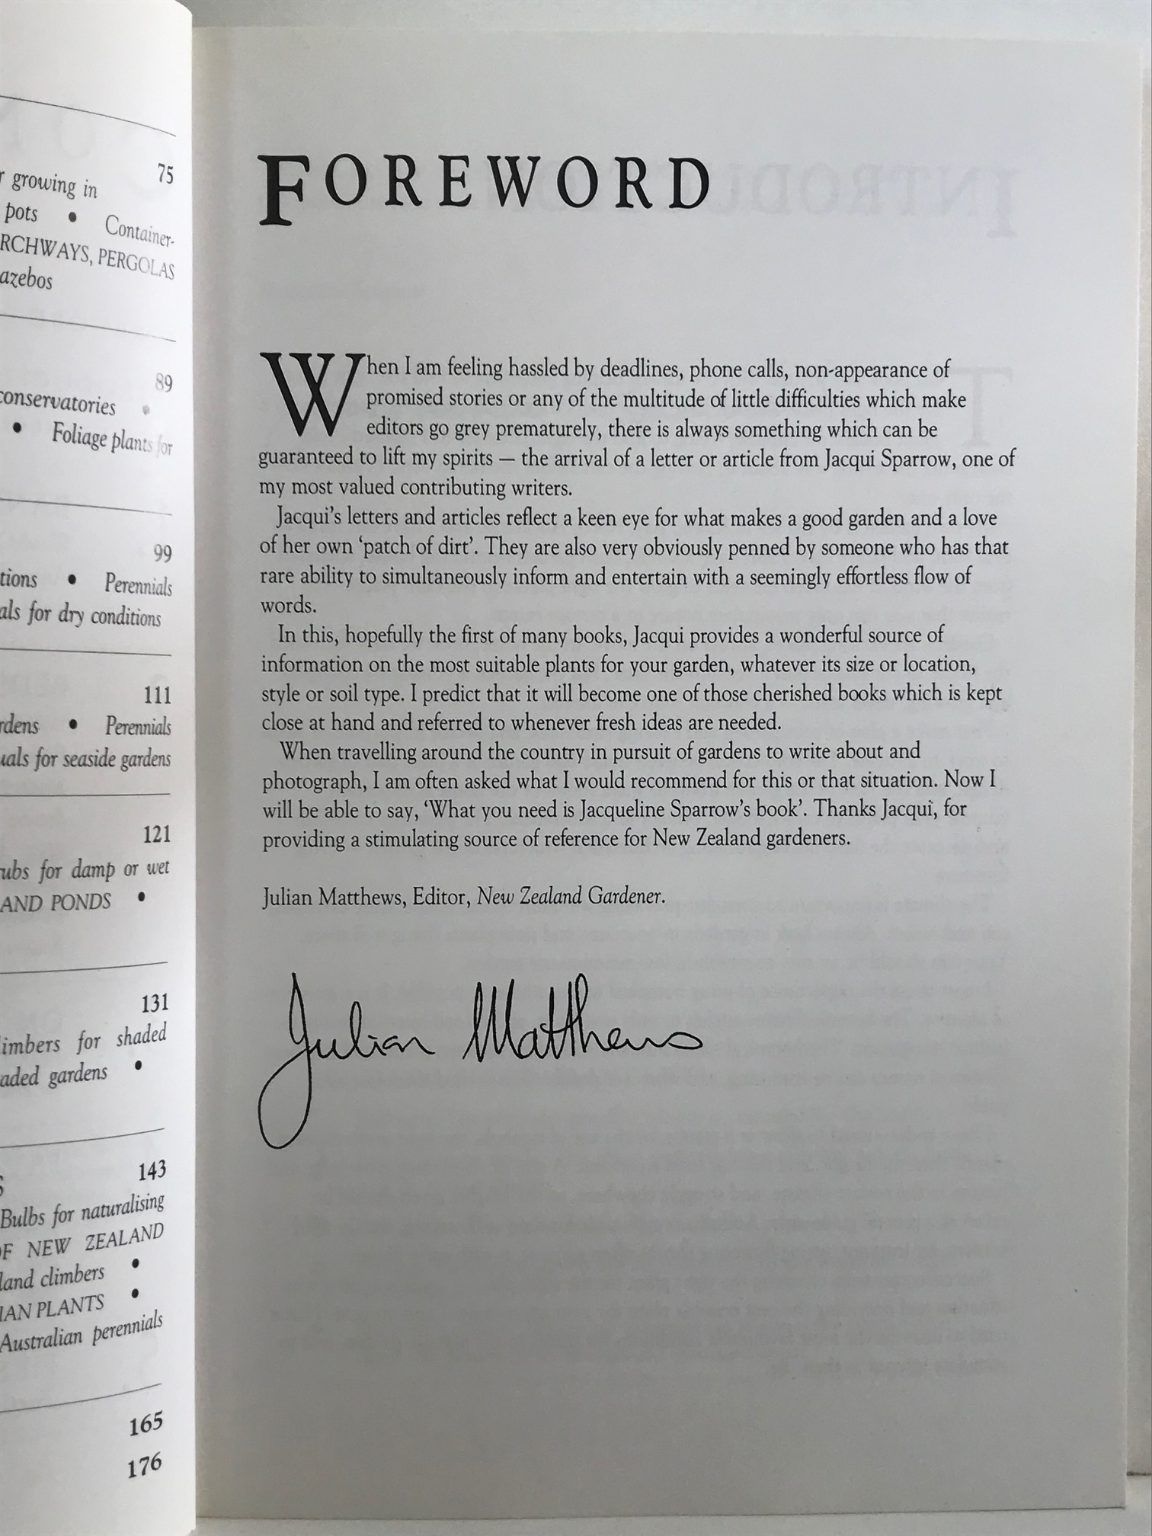 75
growing in
pots • Container-
RCHWAYS, PERGOLAS
azebos
89
conservatories •
• Foliage plants for
99
tions • Perennials
als for dry conditions
111
rdens • Perennials
uals for seaside gardens
121
ubs for damp or wet
AND PONDS •
131
imbers for shaded
aded gardens •
143
Bulbs for naturalising
OF NEW ZEALAND
land climbers •
IAN PLANTS •
Australian perennials
165
176
FOREWORD
When I am feeling hassled by deadlines, phone calls, non-appearance of
promised stories or any of the multitude of little difficulties which make
editors go grey prematurely, there is always something which can be
guaranteed to lift my spirits — the arrival of a letter or article from Jacqui Sparrow, one of
my most valued contributing writers.
Jacqui's letters and articles reflect a keen eye for what makes a good garden and a love
of her own ‘patch of dirt’. They are also very obviously penned by someone who has that
rare ability to simultaneously inform and entertain with a seemingly effortless flow of
words.
In this, hopefully the first of many books, Jacqui provides a wonderful source of
information on the most suitable plants for your garden, whatever its size or location,
style or soil type. I predict that it will become one of those cherished books which is kept
close at hand and referred to whenever fresh ideas are needed.
When travelling around the country in pursuit of gardens to write about and
photograph, I am often asked what I would recommend for this or that situation. Now I
will be able to say, ‘What you need is Jacqueline Sparrow's book’. Thanks Jacqui, for
providing a stimulating source of reference for New Zealand gardeners.
Julian Matthews, Editor, New Zealand Gardener.
Julian Matthews